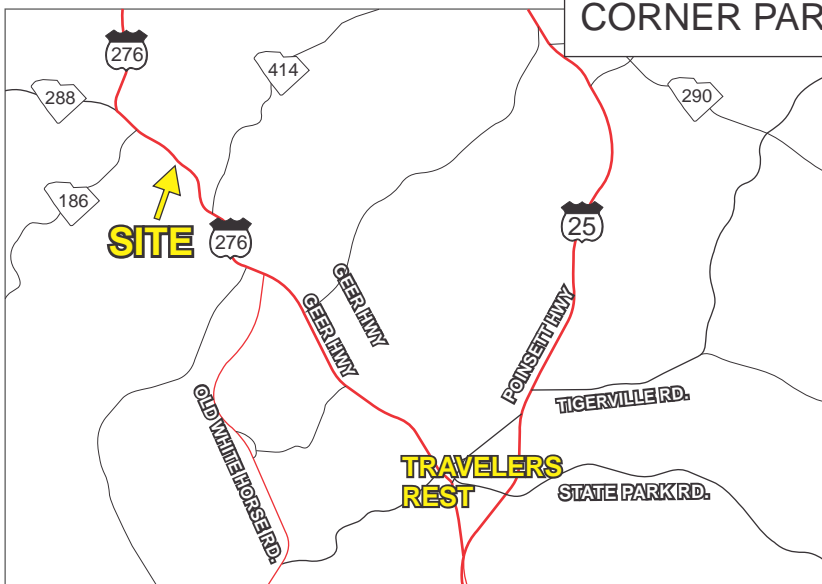 CORNER PAR
276
414
288
290
186
SITE
276
25
GEER HWY
GEER HWY
POINSETT HWY
OLD WHITE HORSE RD.
TIGERVILLE RD.
TRAVELERS
REST
STATE PARK RD.